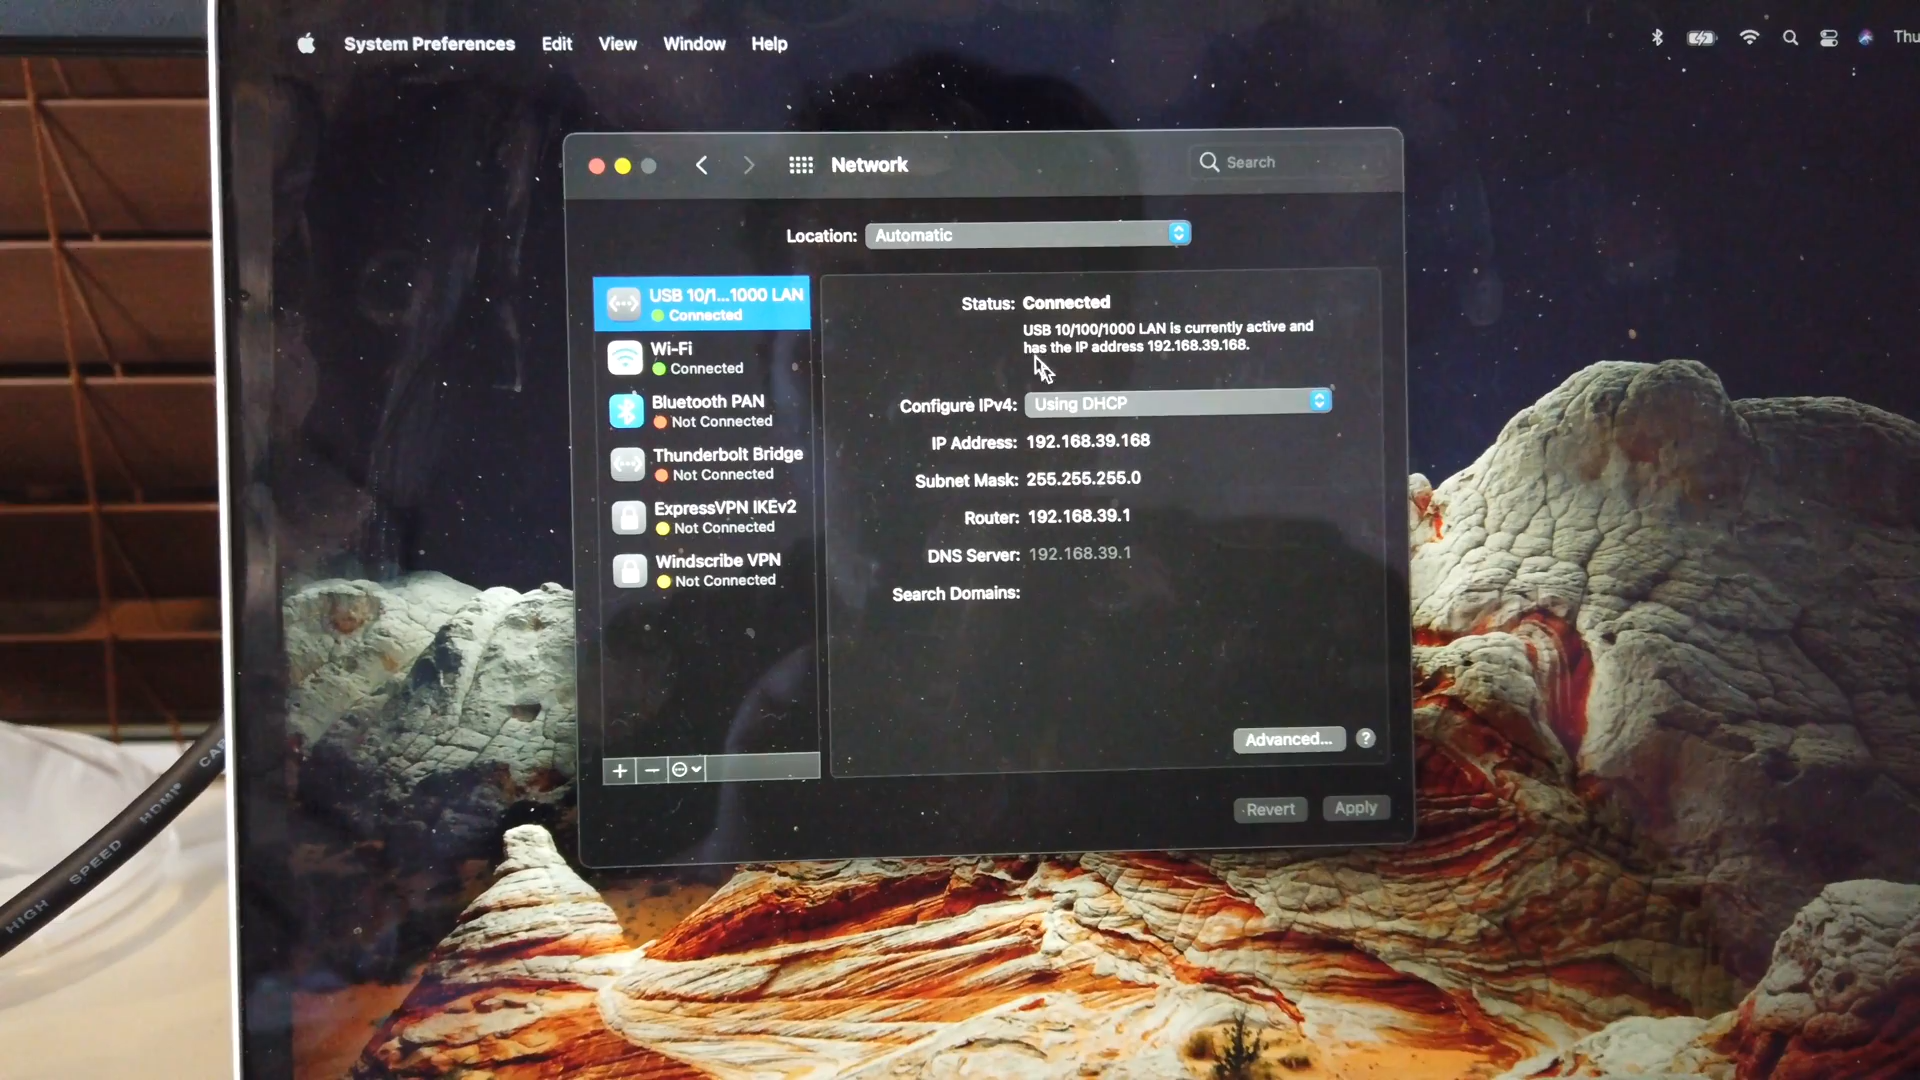 System Preferences Edit View Window Help
Thu
Network
Search
Location: Automatic
USB 10/1...1000 LAN
Connected
Wi-Fi
Connected
Bluetooth PAN
Not Connected
Thunderbolt Bridge
Not Connected
ExpressVPN IKEv2
Not Connected
Windscribe VPN
Not Connected
Status: Connected
USB 10/100/1000 LAN is currently active and
has the IP address 192.168.39.168.
Configure IPv4: Using DHCP
IP Address: 192.168.39.168
Subnet Mask: 255.255.255.0
Router: 192.168.39.1
DNS Server: 192.168.39.1
Search Domains:
Advanced... ?
Revert Apply
HIGH SPEED HDMI® CAB